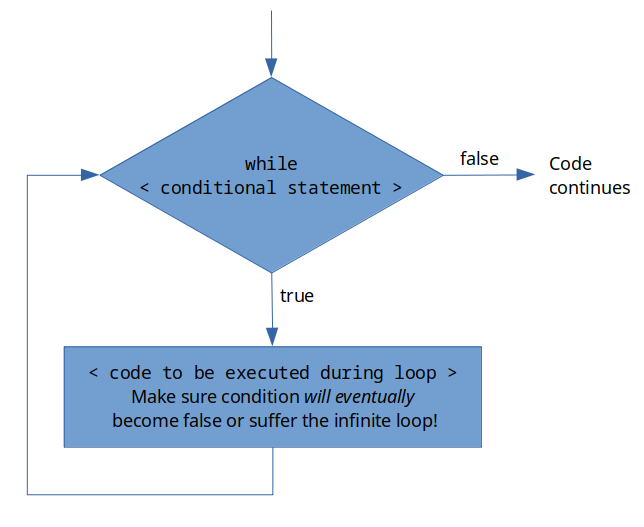 while
< conditional statement >
false
Code
continues
true
< code to be executed during loop >
Make sure condition will eventually
become false or suffer the infinite loop!